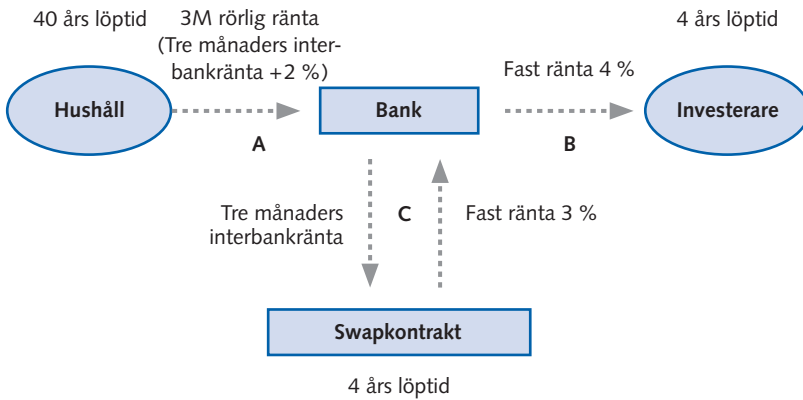 40 års löptid
3M rörlig ränta
(Tre månaders inter-
bankränta +2 %)
4 års löptid
Fast ränta 4 %
Hushåll
Bank
Investerare
A
B
Tre månaders
interbankränta
C
Fast ränta 3 %
Swapkontrakt
4 års löptid